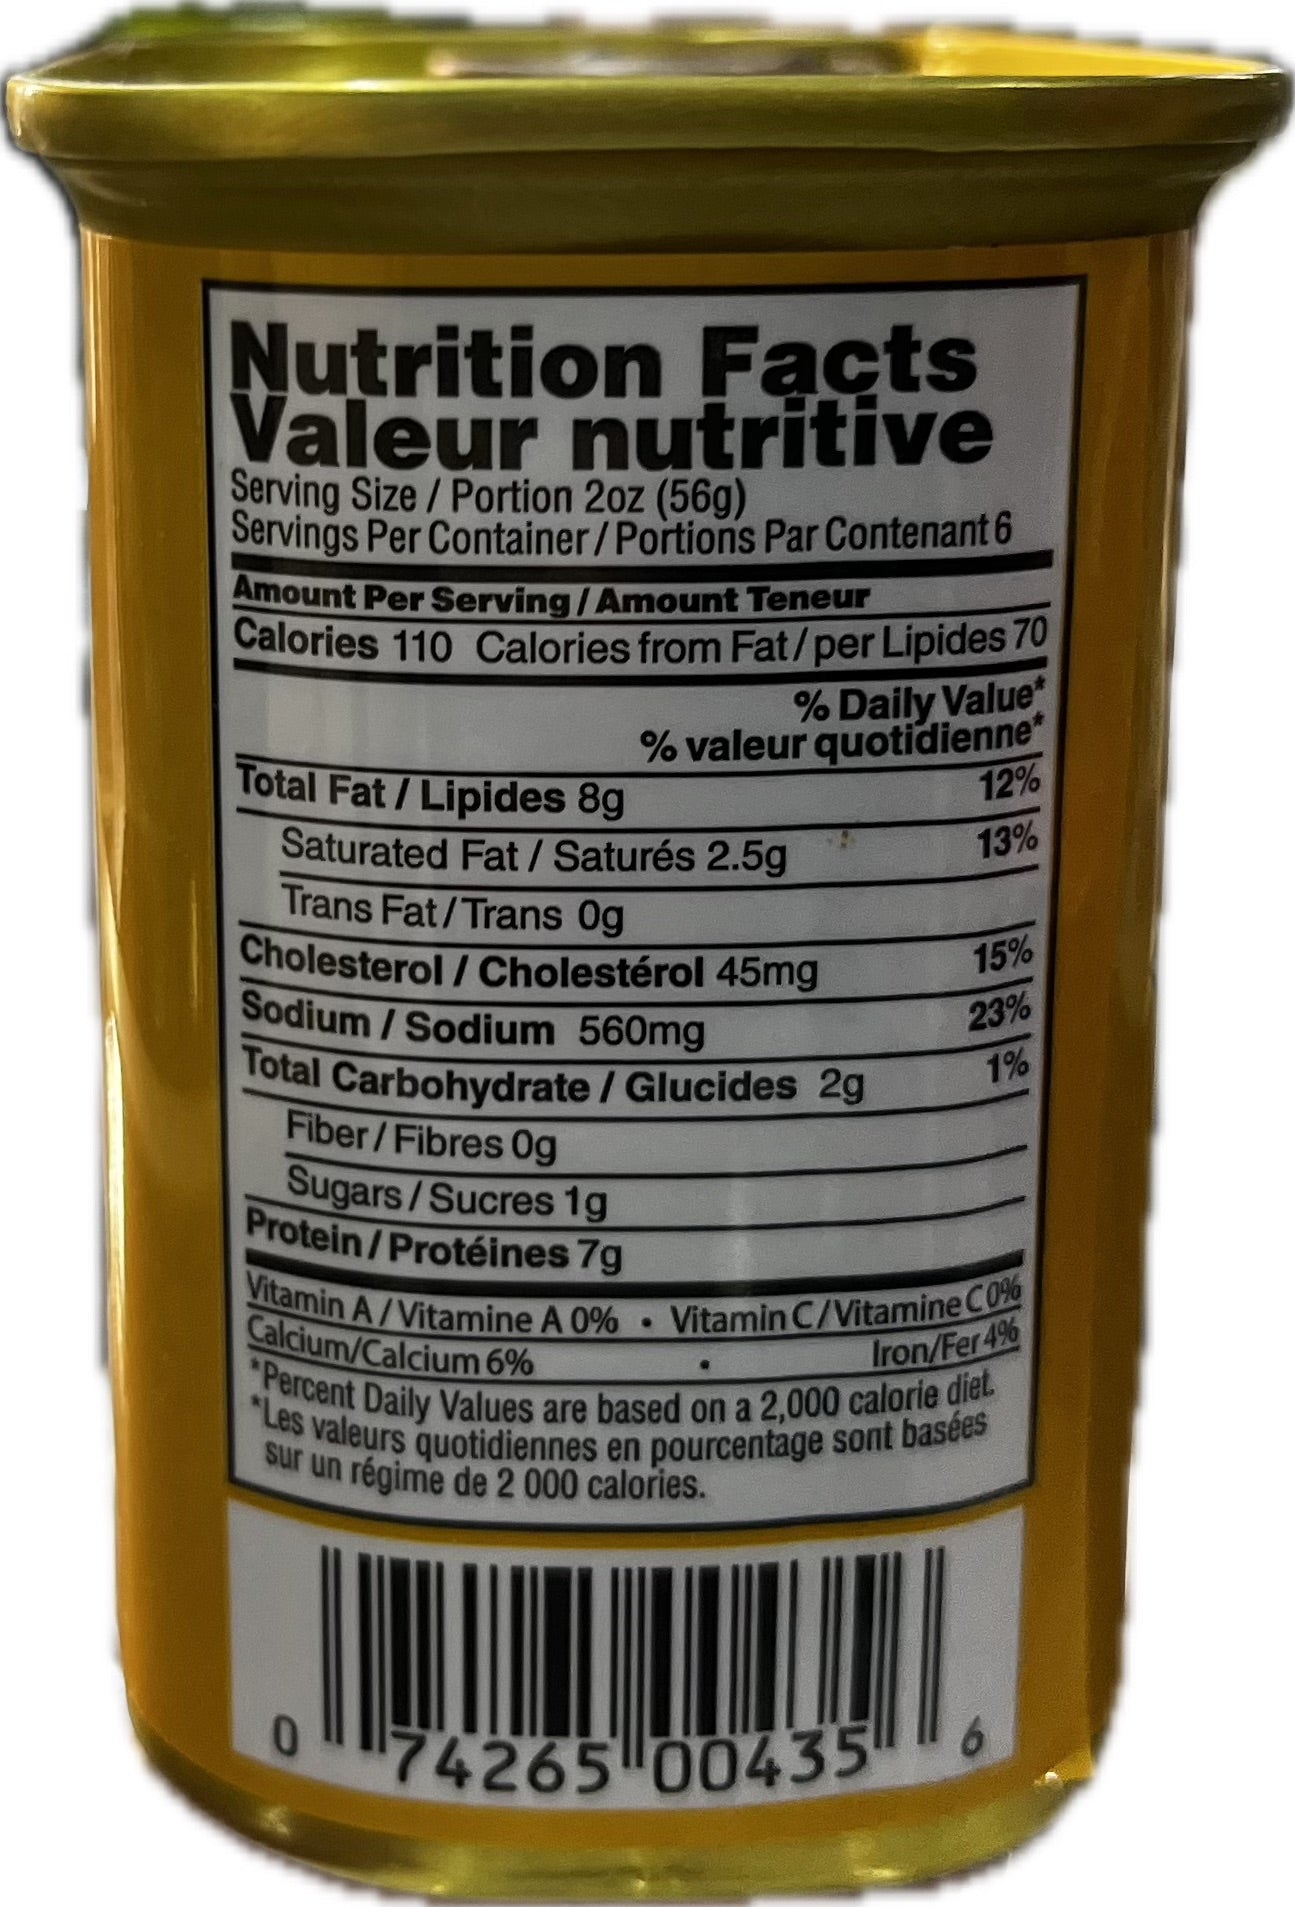 Nutrition Facts
Valeur nutritive
Serving Size / Portion 2oz (56g)
Servings Per Container / Portions Par Contenant 6
Amount Per Serving / Amount Teneur
Calories 110 Calories from Fat / per Lipides 70
% Daily Value*
% valeur quotidienne*
Total Fat / Lipides 8g 12%
Saturated Fat / Saturés 2.5g 13%
Trans Fat / Trans 0g
Cholesterol / Cholestérol 45mg 15%
Sodium / Sodium 560mg 23%
Total Carbohydrate / Glucides 2g 1%
Fiber / Fibres 0g
Sugars / Sucres 1g
Protein / Protéines 7g
Vitamin A / Vitamine A 0% • Vitamin C / Vitamine C 0%
Calcium/Calcium 6% • Iron/Fer 4%
*Percent Daily Values are based on a 2,000 calorie diet.
*Les valeurs quotidiennes en pourcentage sont basées
sur un régime de 2 000 calories.
0 74265 00435 6